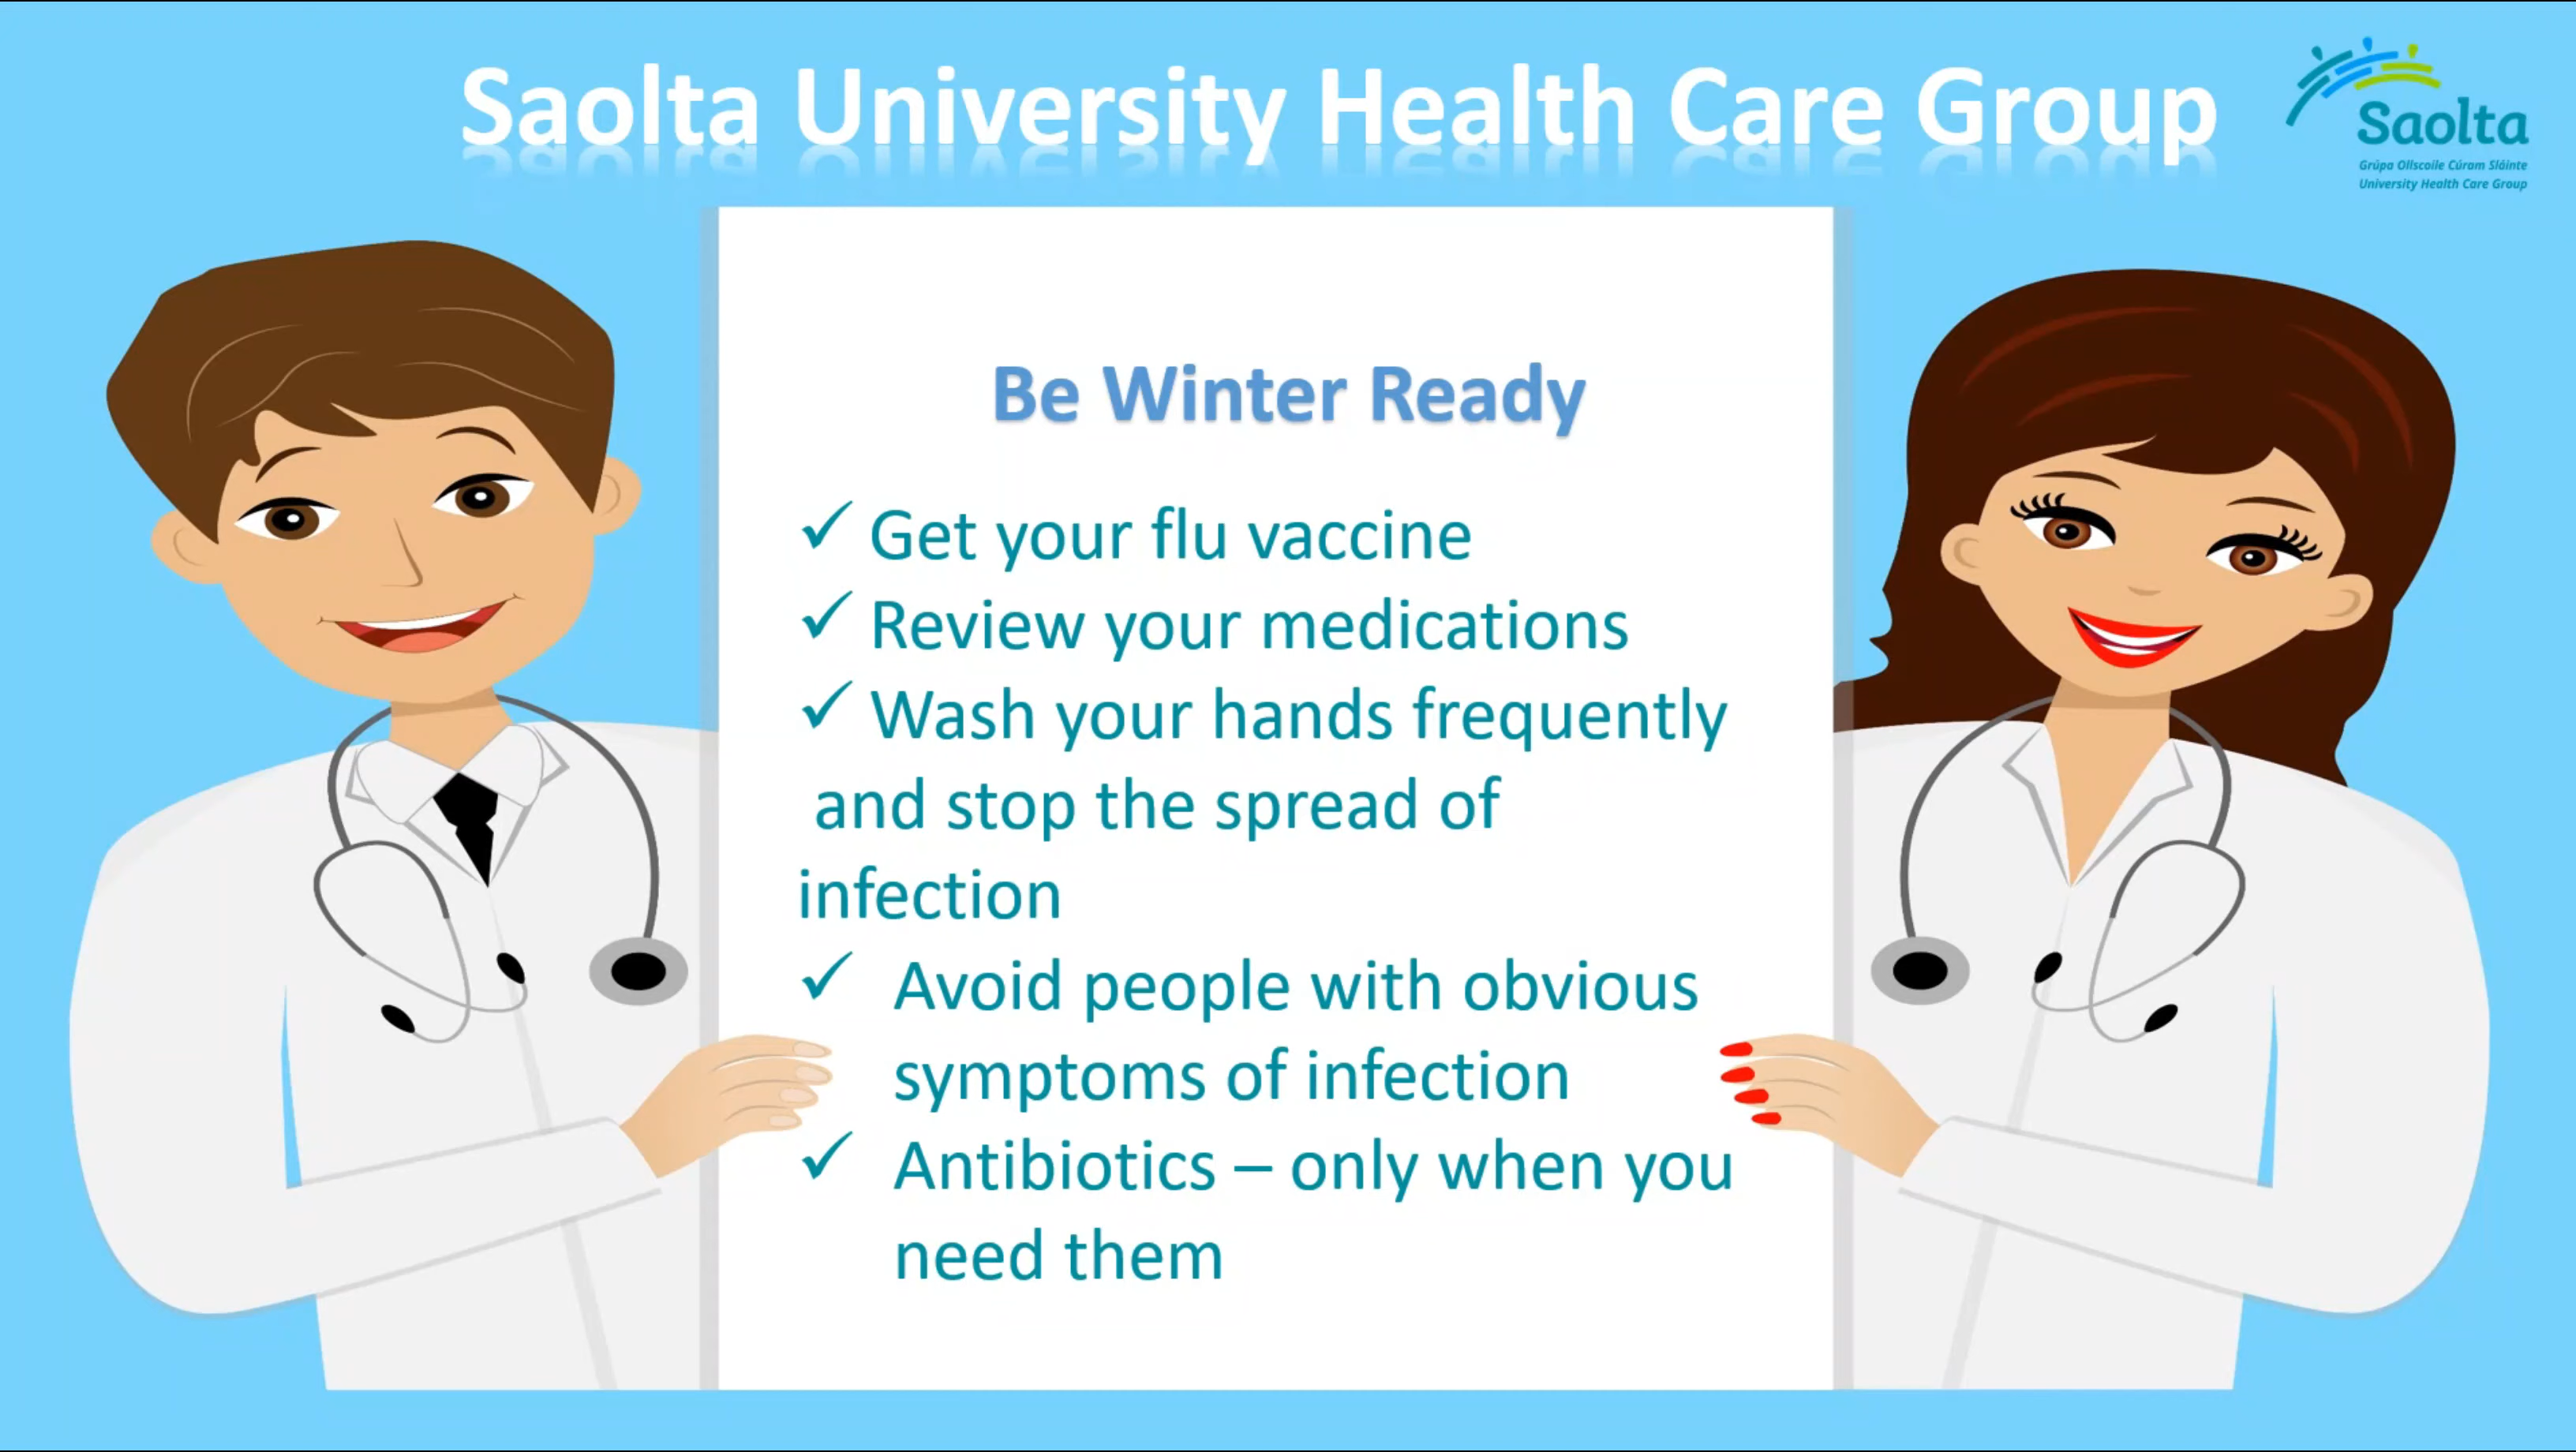 Saolta University Health Care Group
Saolta
Grúpa Ollscoile Cúram Sláinte
University Health Care Group
Be Winter Ready
✓ Get your flu vaccine
✓ Review your medications
✓ Wash your hands frequently
and stop the spread of
infection
✓ Avoid people with obvious
symptoms of infection
✓ Antibiotics – only when you
need them